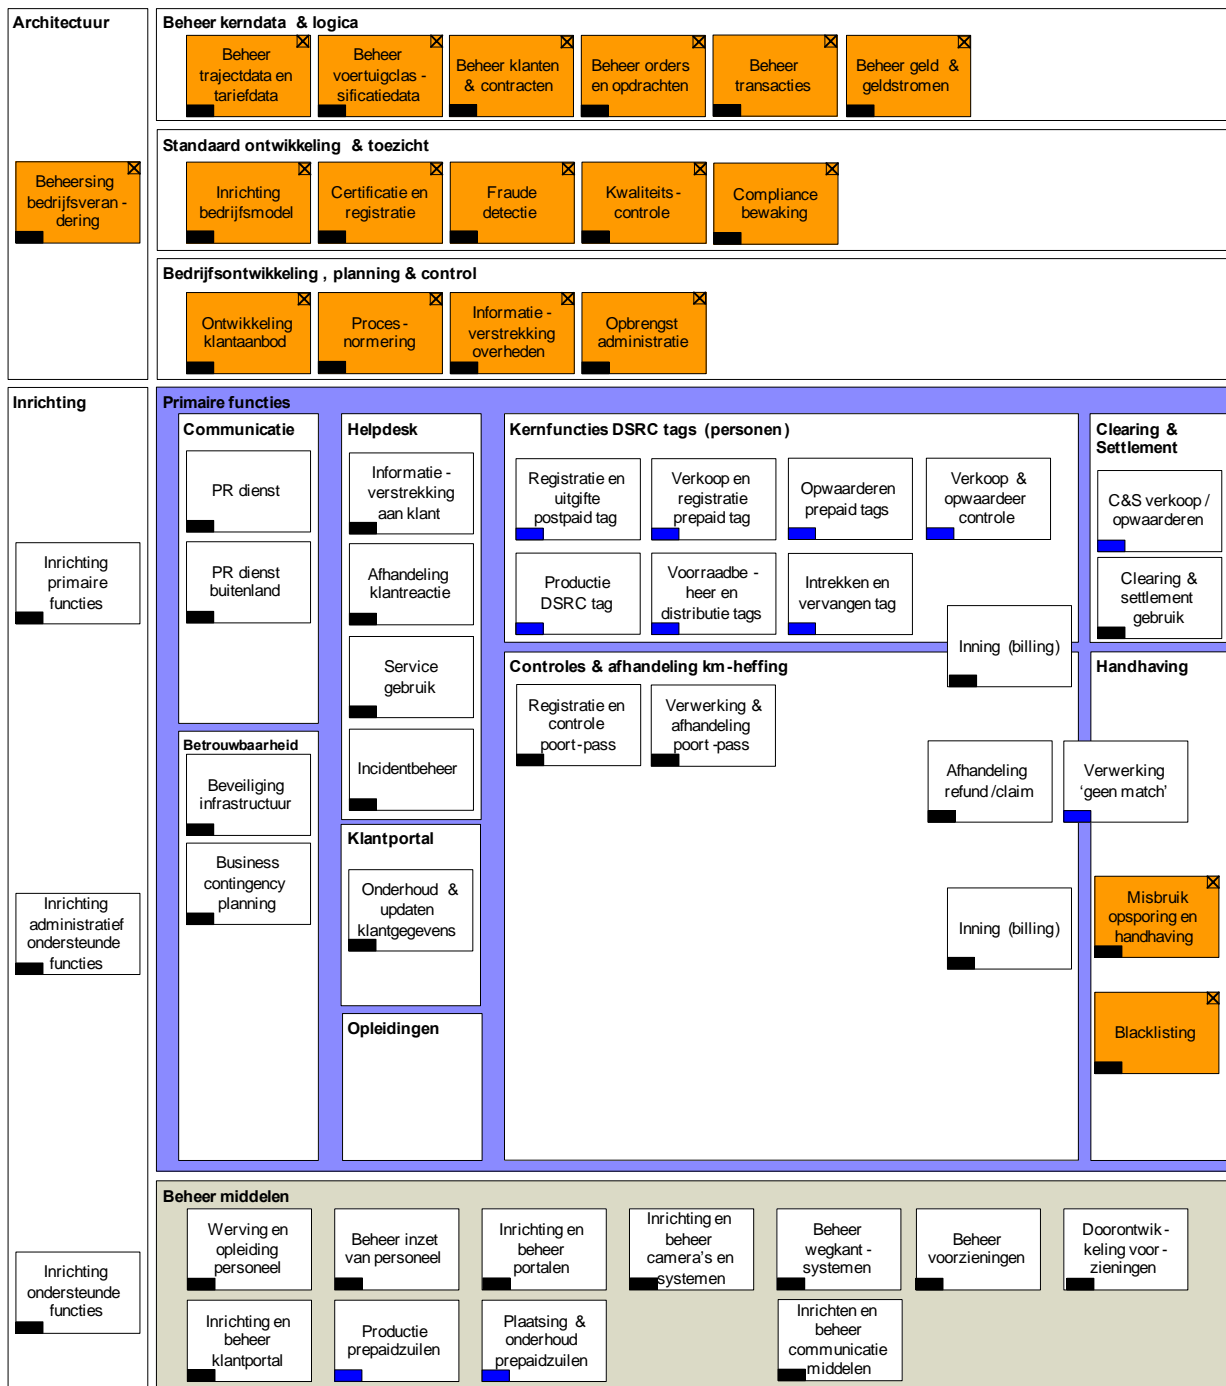 Architectuur
Beheersing
bedrijfsveran -
dering
Beheer kerndata & logica
Beheer
trajectdata en
tariefdata
Beheer
voertuigclas -
sificatiedata
Beheer klanten
& contracten
Beheer orders
en opdrachten
Beheer
transacties
Beheer geld &
geldstromen
Standaard ontwikkeling & toezicht
Inrichting
bedrijfsmodel
Certificatie en
registratie
Fraude
detectie
Kwaliteits-
controle
Compliance
bewaking
Bedrijfsontwikkeling , planning & control
Ontwikkeling
klantaanbod
Proces -
normering
Informatie -
verstrekking
overheden
Opbrengst
administratie
Inrichting
Inrichting
primaire
functies
Inrichting
administratief
ondersteunde
functies
Inrichting
ondersteunde
functies
Primaire functies
Communicatie
PR dienst
PR dienst
buitenland
Betrouwbaarheid
Beveiliging
infrastructuur
Business
contingency
planning
Helpdesk
Informatie -
verstrekking
aan klant
Afhandeling
klantreactie
Service
gebruik
Incidentbeheer
Klantportal
Onderhoud &
updaten
klantgegevens
Opleidingen
Kernfuncties DSRC tags (personen)
Registratie en
uitgifte
postpaid tag
Verkoop en
registratie
prepaid tag
Opwaarderen
prepaid tags
Verkoop &
opwaardeer
controle
Productie
DSRC tag
Voorraadbe -
heer en
distributie tags
Intrekken en
vervangen tag
Inning (billing)
Controles & afhandeling km-heffing
Registratie en
controle
poort-pass
Verwerking &
afhandeling
poort -pass
Afhandeling
refund /claim
Inning (billing)
Clearing &
Settlement
C&S verkoop /
opwaarderen
Clearing &
settlement
gebruik
Handhaving
Verwerking
‘geen match’
Misbruik
opsporing en
handhaving
Blacklisting
Beheer middelen
Werving en
opleiding
personeel
Beheer inzet
van personeel
Inrichting en
beheer
portalen
Inrichting en
beheer
camera’s en
systemen
Beheer
wegkant -
systemen
Beheer
voorzieningen
Doorontwik-
keling voor -
zieningen
Inrichting en
beheer
klantportal
Productie
prepaidzuilen
Plaatsing &
onderhoud
prepaidzuilen
Inrichten en
beheer
communicatie
middelen